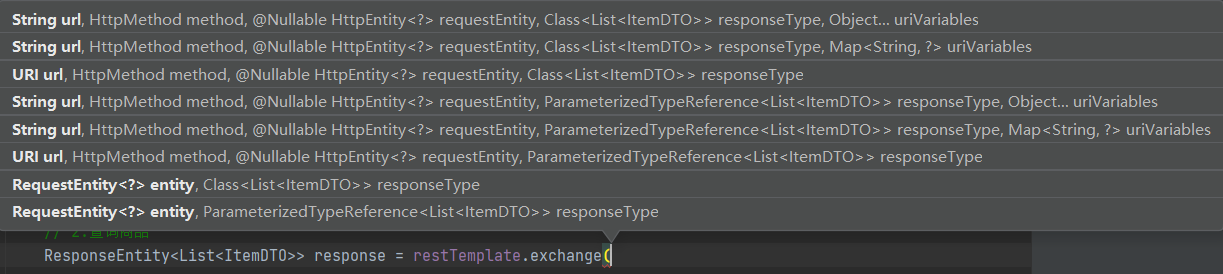 String url, HttpMethod method, @Nullable HttpEntity<?> requestEntity, Class<List<ItemDTO>> responseType, Object... uriVariables
String url, HttpMethod method, @Nullable HttpEntity<?> requestEntity, Class<List<ItemDTO>> responseType, Map<String, ?> uriVariables
URI url, HttpMethod method, @Nullable HttpEntity<?> requestEntity, Class<List<ItemDTO>> responseType
String url, HttpMethod method, @Nullable HttpEntity<?> requestEntity, ParameterizedTypeReference<List<ItemDTO>> responseType, Object... uriVariables
String url, HttpMethod method, @Nullable HttpEntity<?> requestEntity, ParameterizedTypeReference<List<ItemDTO>> responseType, Map<String, ?> uriVariables
URI url, HttpMethod method, @Nullable HttpEntity<?> requestEntity, ParameterizedTypeReference<List<ItemDTO>> responseType
RequestEntity<?> entity, Class<List<ItemDTO>> responseType
RequestEntity<?> entity, ParameterizedTypeReference<List<ItemDTO>> responseType
// 2.查询商品
ResponseEntity<List<ItemDTO>> response = restTemplate.exchange(